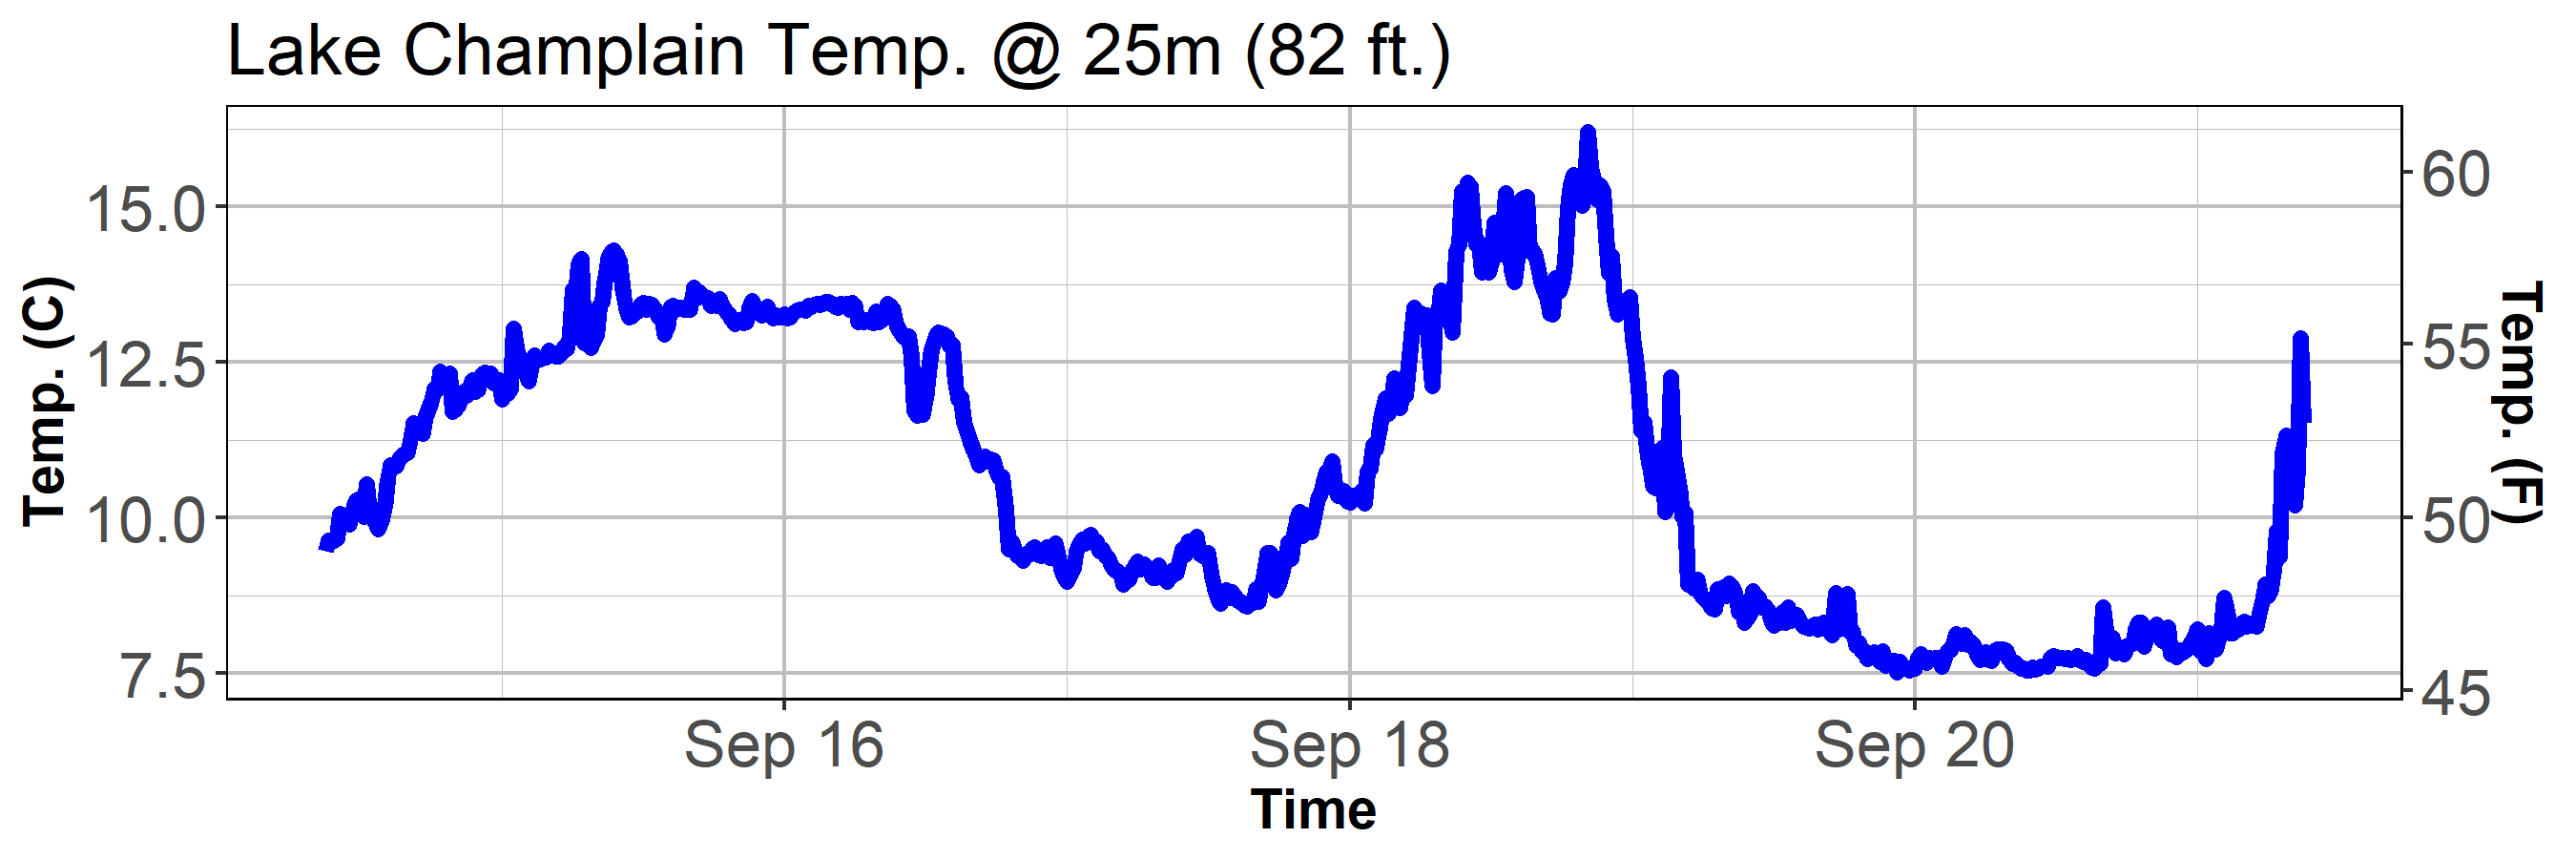 Lake Champlain Temp. @ 25m (82 ft.)
Temp. (C)
15.0
12.5
10.0
7.5
60
55
50
45
Temp. (F)
Sep 16 Sep 18 Sep 20
Time